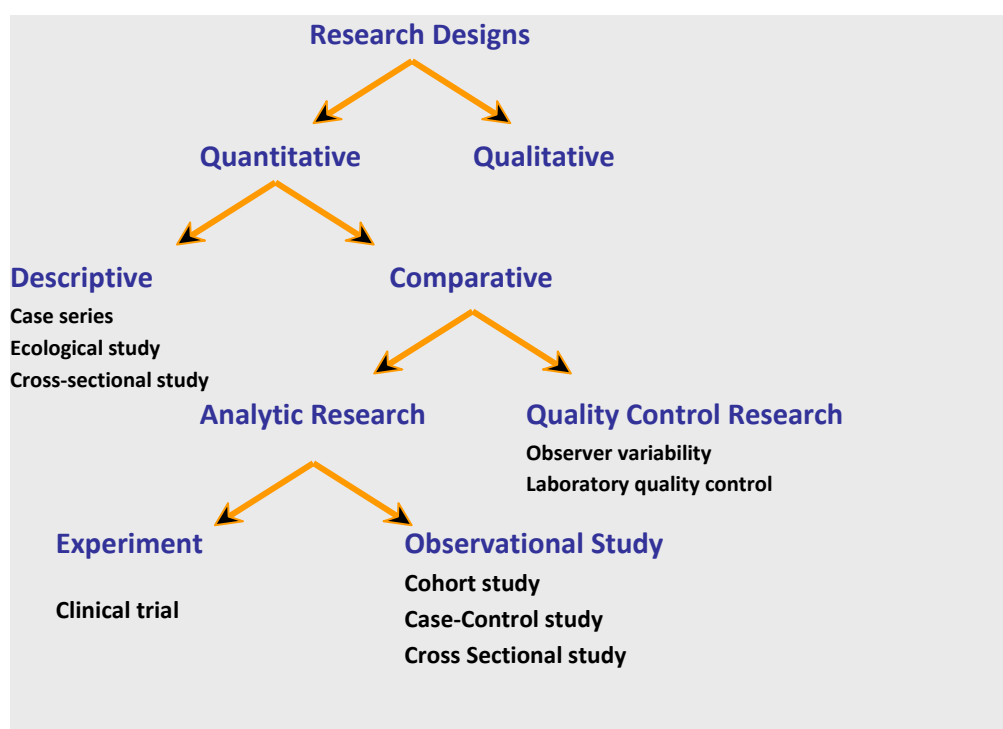 Research Designs
Quantitative
Qualitative
Descriptive
Case series
Ecological study
Cross-sectional study
Comparative
Analytic Research
Quality Control Research
Observer variability
Laboratory quality control
Experiment
Clinical trial
Observational Study
Cohort study
Case-Control study
Cross Sectional study